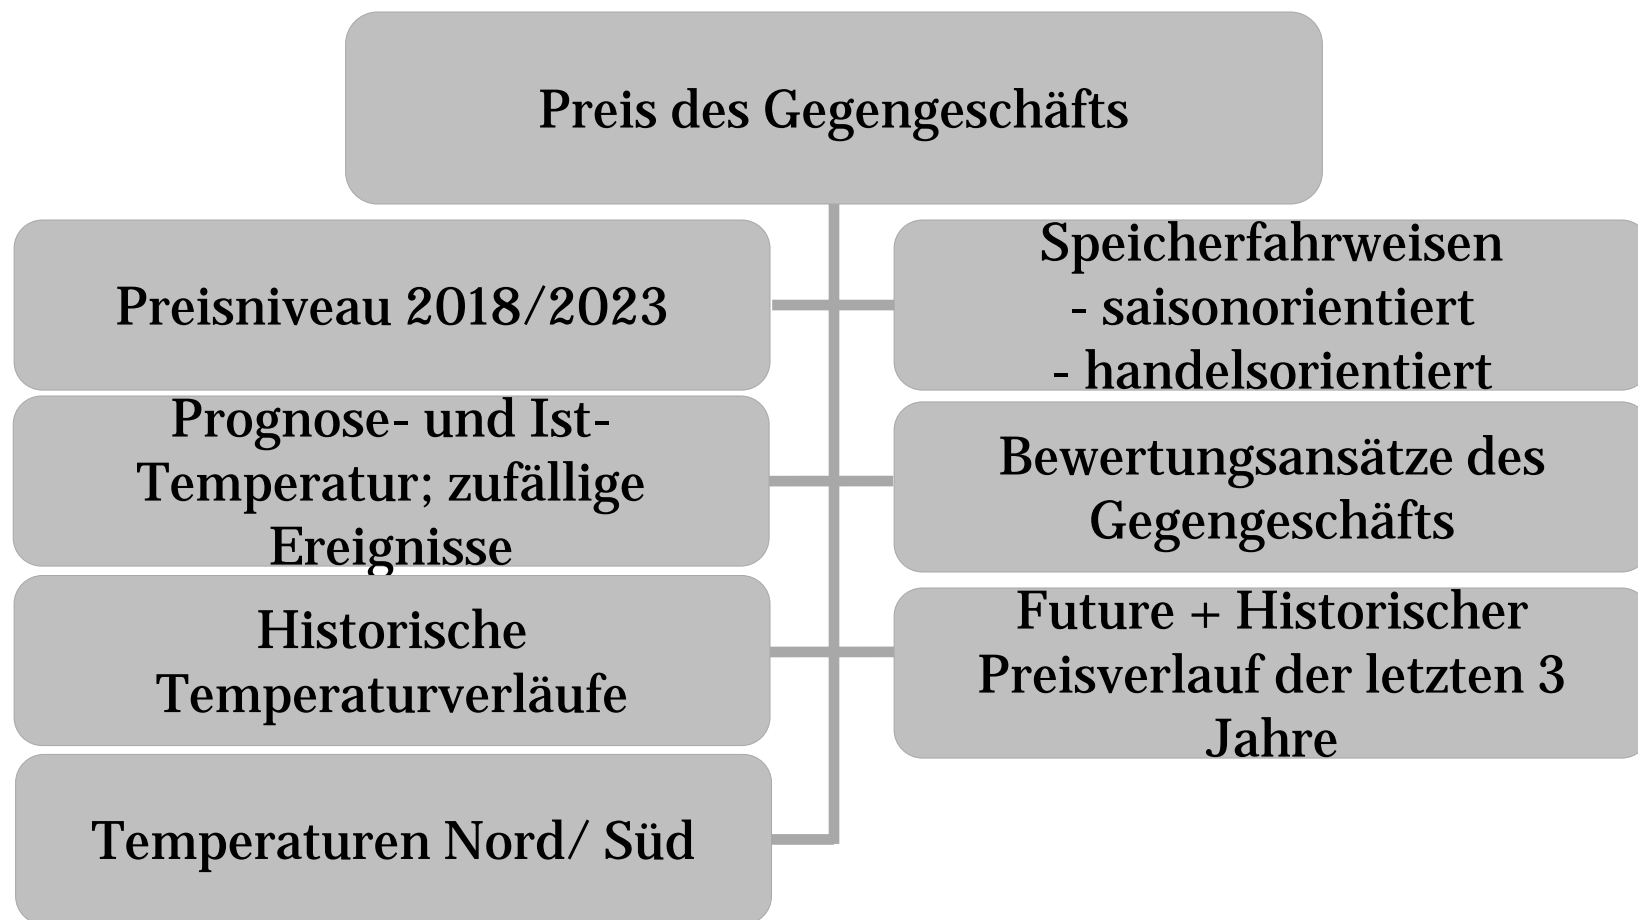 Preis des Gegengeschäfts
Preisniveau 2018/2023
Speicherfahrweisen
- saisonorientiert
- handelsorientiert
Prognose- und Ist-
Temperatur; zufällige
Ereignisse
Bewertungsansätze des
Gegengeschäfts
Historische
Temperaturverläufe
Future + Historischer
Preisverlauf der letzten 3
Jahre
Temperaturen Nord/ Süd